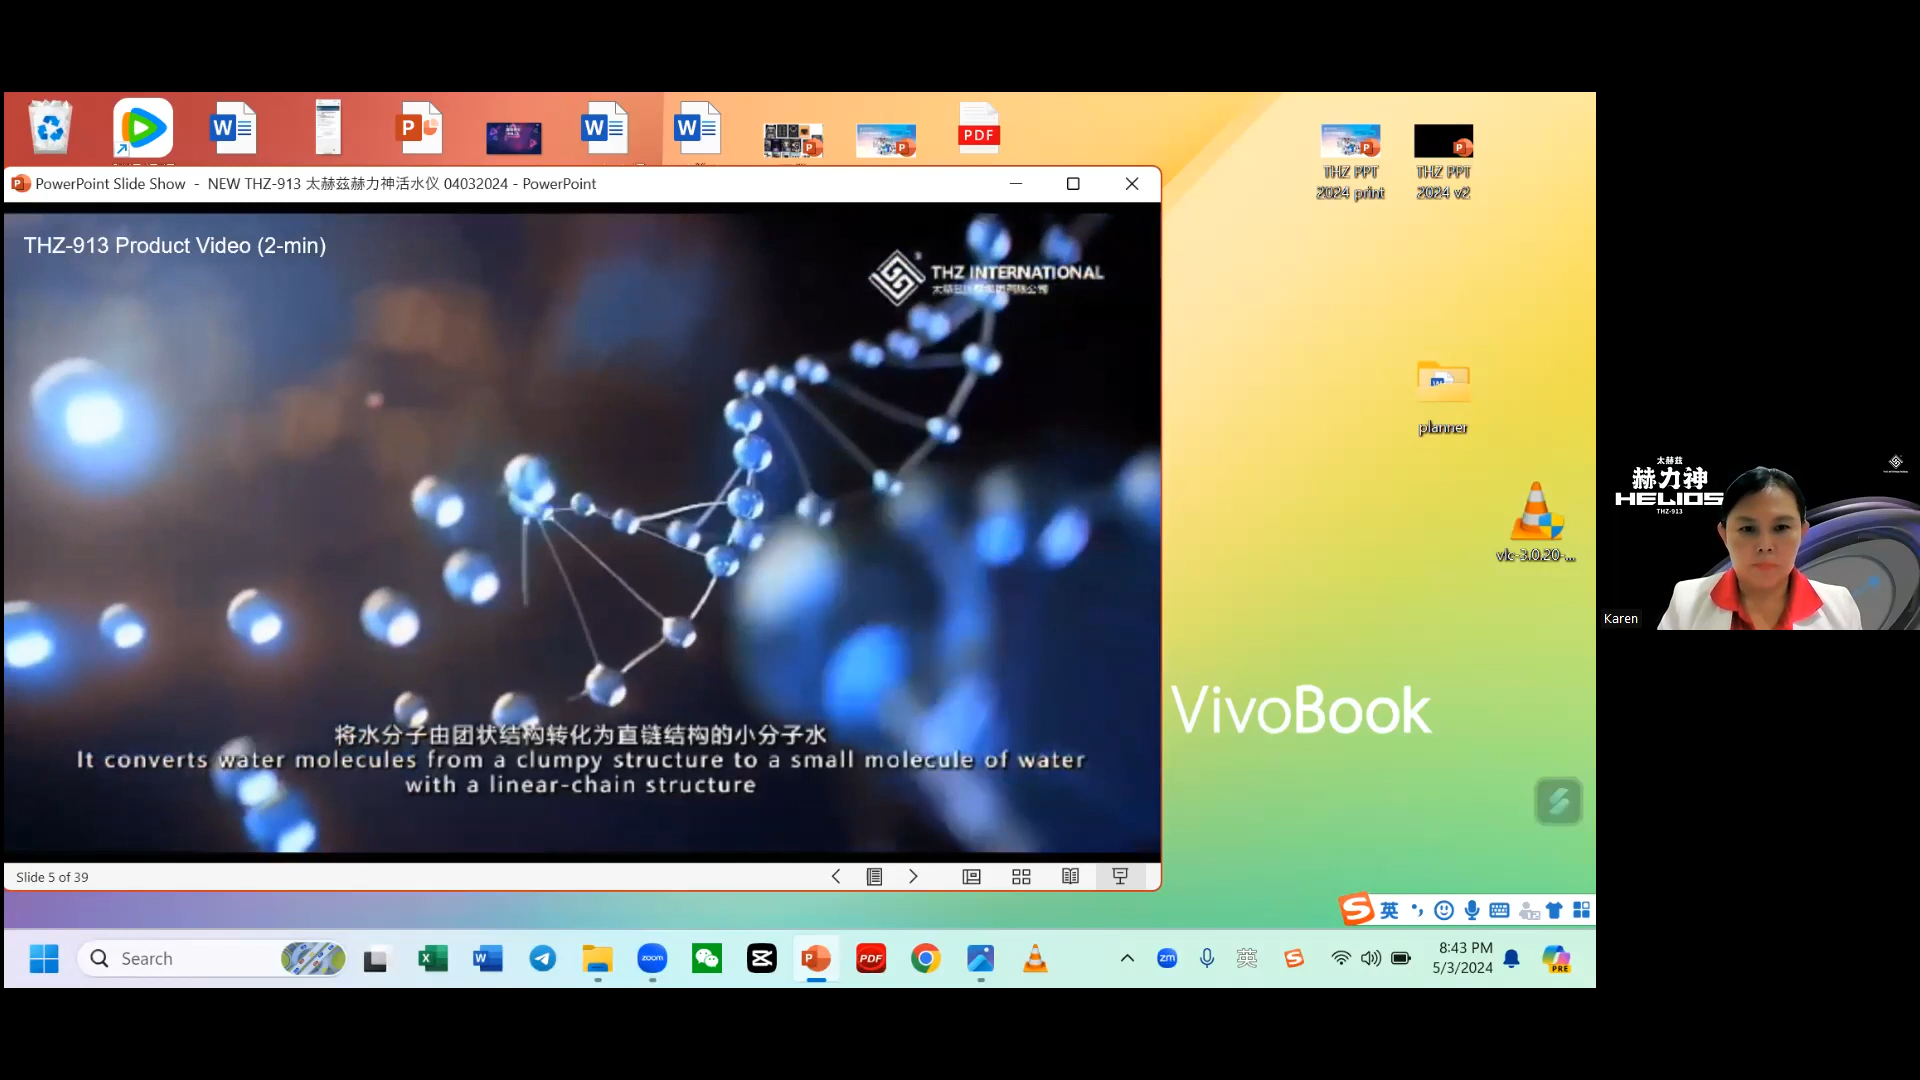 PDF
PowerPoint Slide Show - NEW THZ-913 太赫兹赫力神活水仪 04032024 - PowerPoint
THZ PPT
2024 print
THZ PPT
2024 v2
THZ-913 Product Video (2-min)
THZ INTERNATIONAL
planner
vlc-3.0.20-...
太赫兹
赫力神
HELIOS
THZ-913
Karen
VivoBook
将水分子由团状结构转化为直链结构的小分子水
It converts water molecules from a clumpy structure to a small molecule of water
with a linear-chain structure
Slide 5 of 39
英
Search
zoom
PDF
zm
英
8:43 PM
5/3/2024
PRE